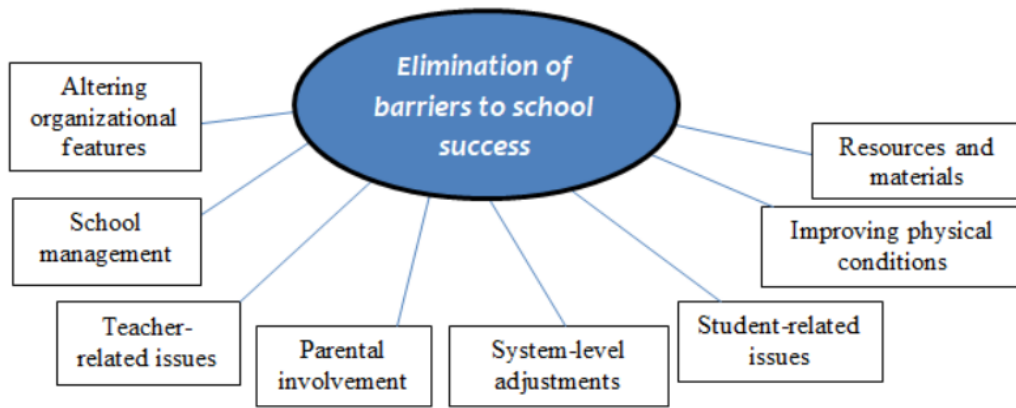 Elimination of
barriers to school
success
Altering
organizational
features
School
management
Teacher-
related issues
Parental
involvement
System-level
adjustments
Student-related
issues
Improving physical
conditions
Resources and
materials